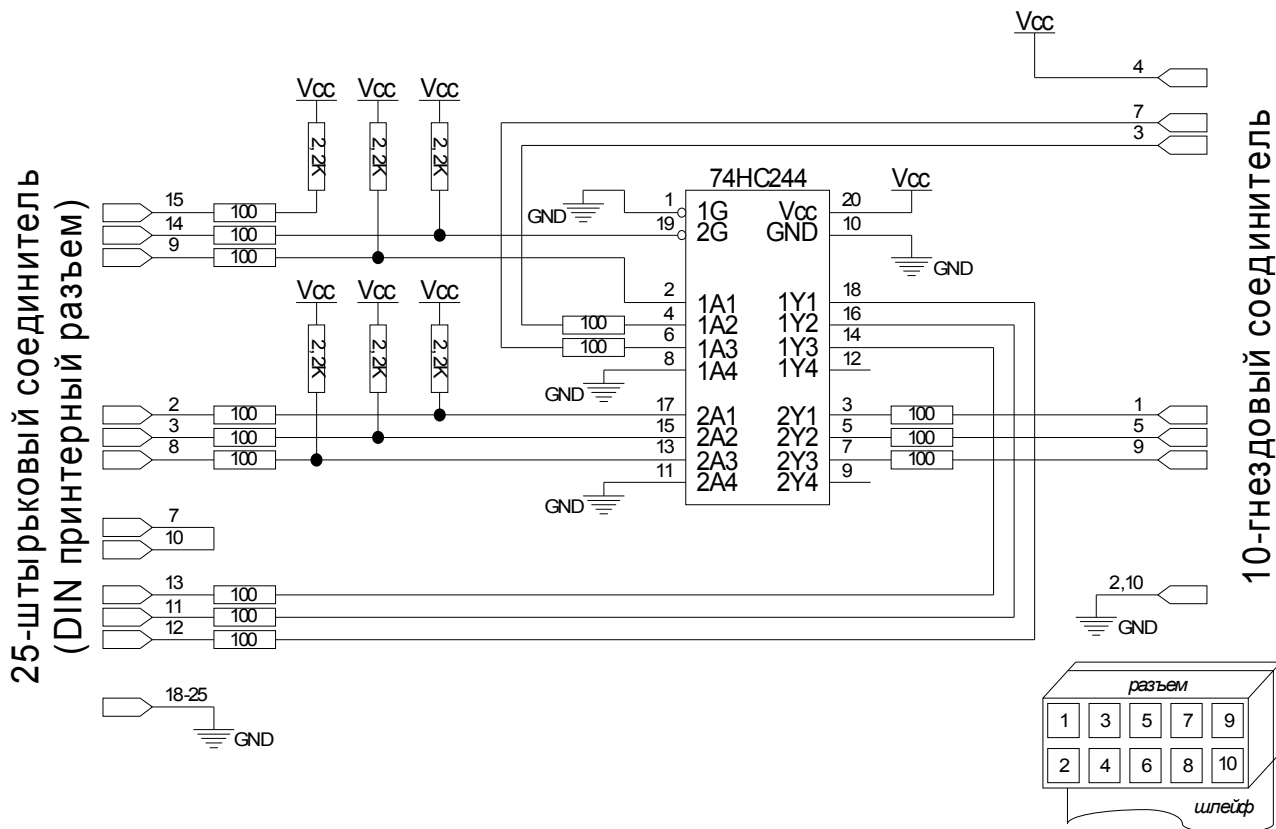 25-штырьковый соединитель
(DIN принтерный разъем)
10-гнездовый соединитель
Vcc
4
7
3
Vcc Vcc Vcc
2,2K 2,2K 2,2K
15 100
14 100
9 100
Vcc Vcc Vcc
2,2K 2,2K 2,2K
2 100
3 100
8 100
7
10
13 100
11 100
12 100
18-25
GND
74HC244
GND 1 1G Vcc 20 Vcc
19 2G GND 10 GND
2 1A1 1Y1 18
100 4 1A2 1Y2 16
100 6 1A3 1Y3 14
GND 8 1A4 1Y4 12
17 2A1 2Y1 3 100 1
15 2A2 2Y2 5 100 5
13 2A3 2Y3 7 100 9
GND 11 2A4 2Y4 9
2,10
GND
разъем
1 3 5 7 9
2 4 6 8 10
шлейф